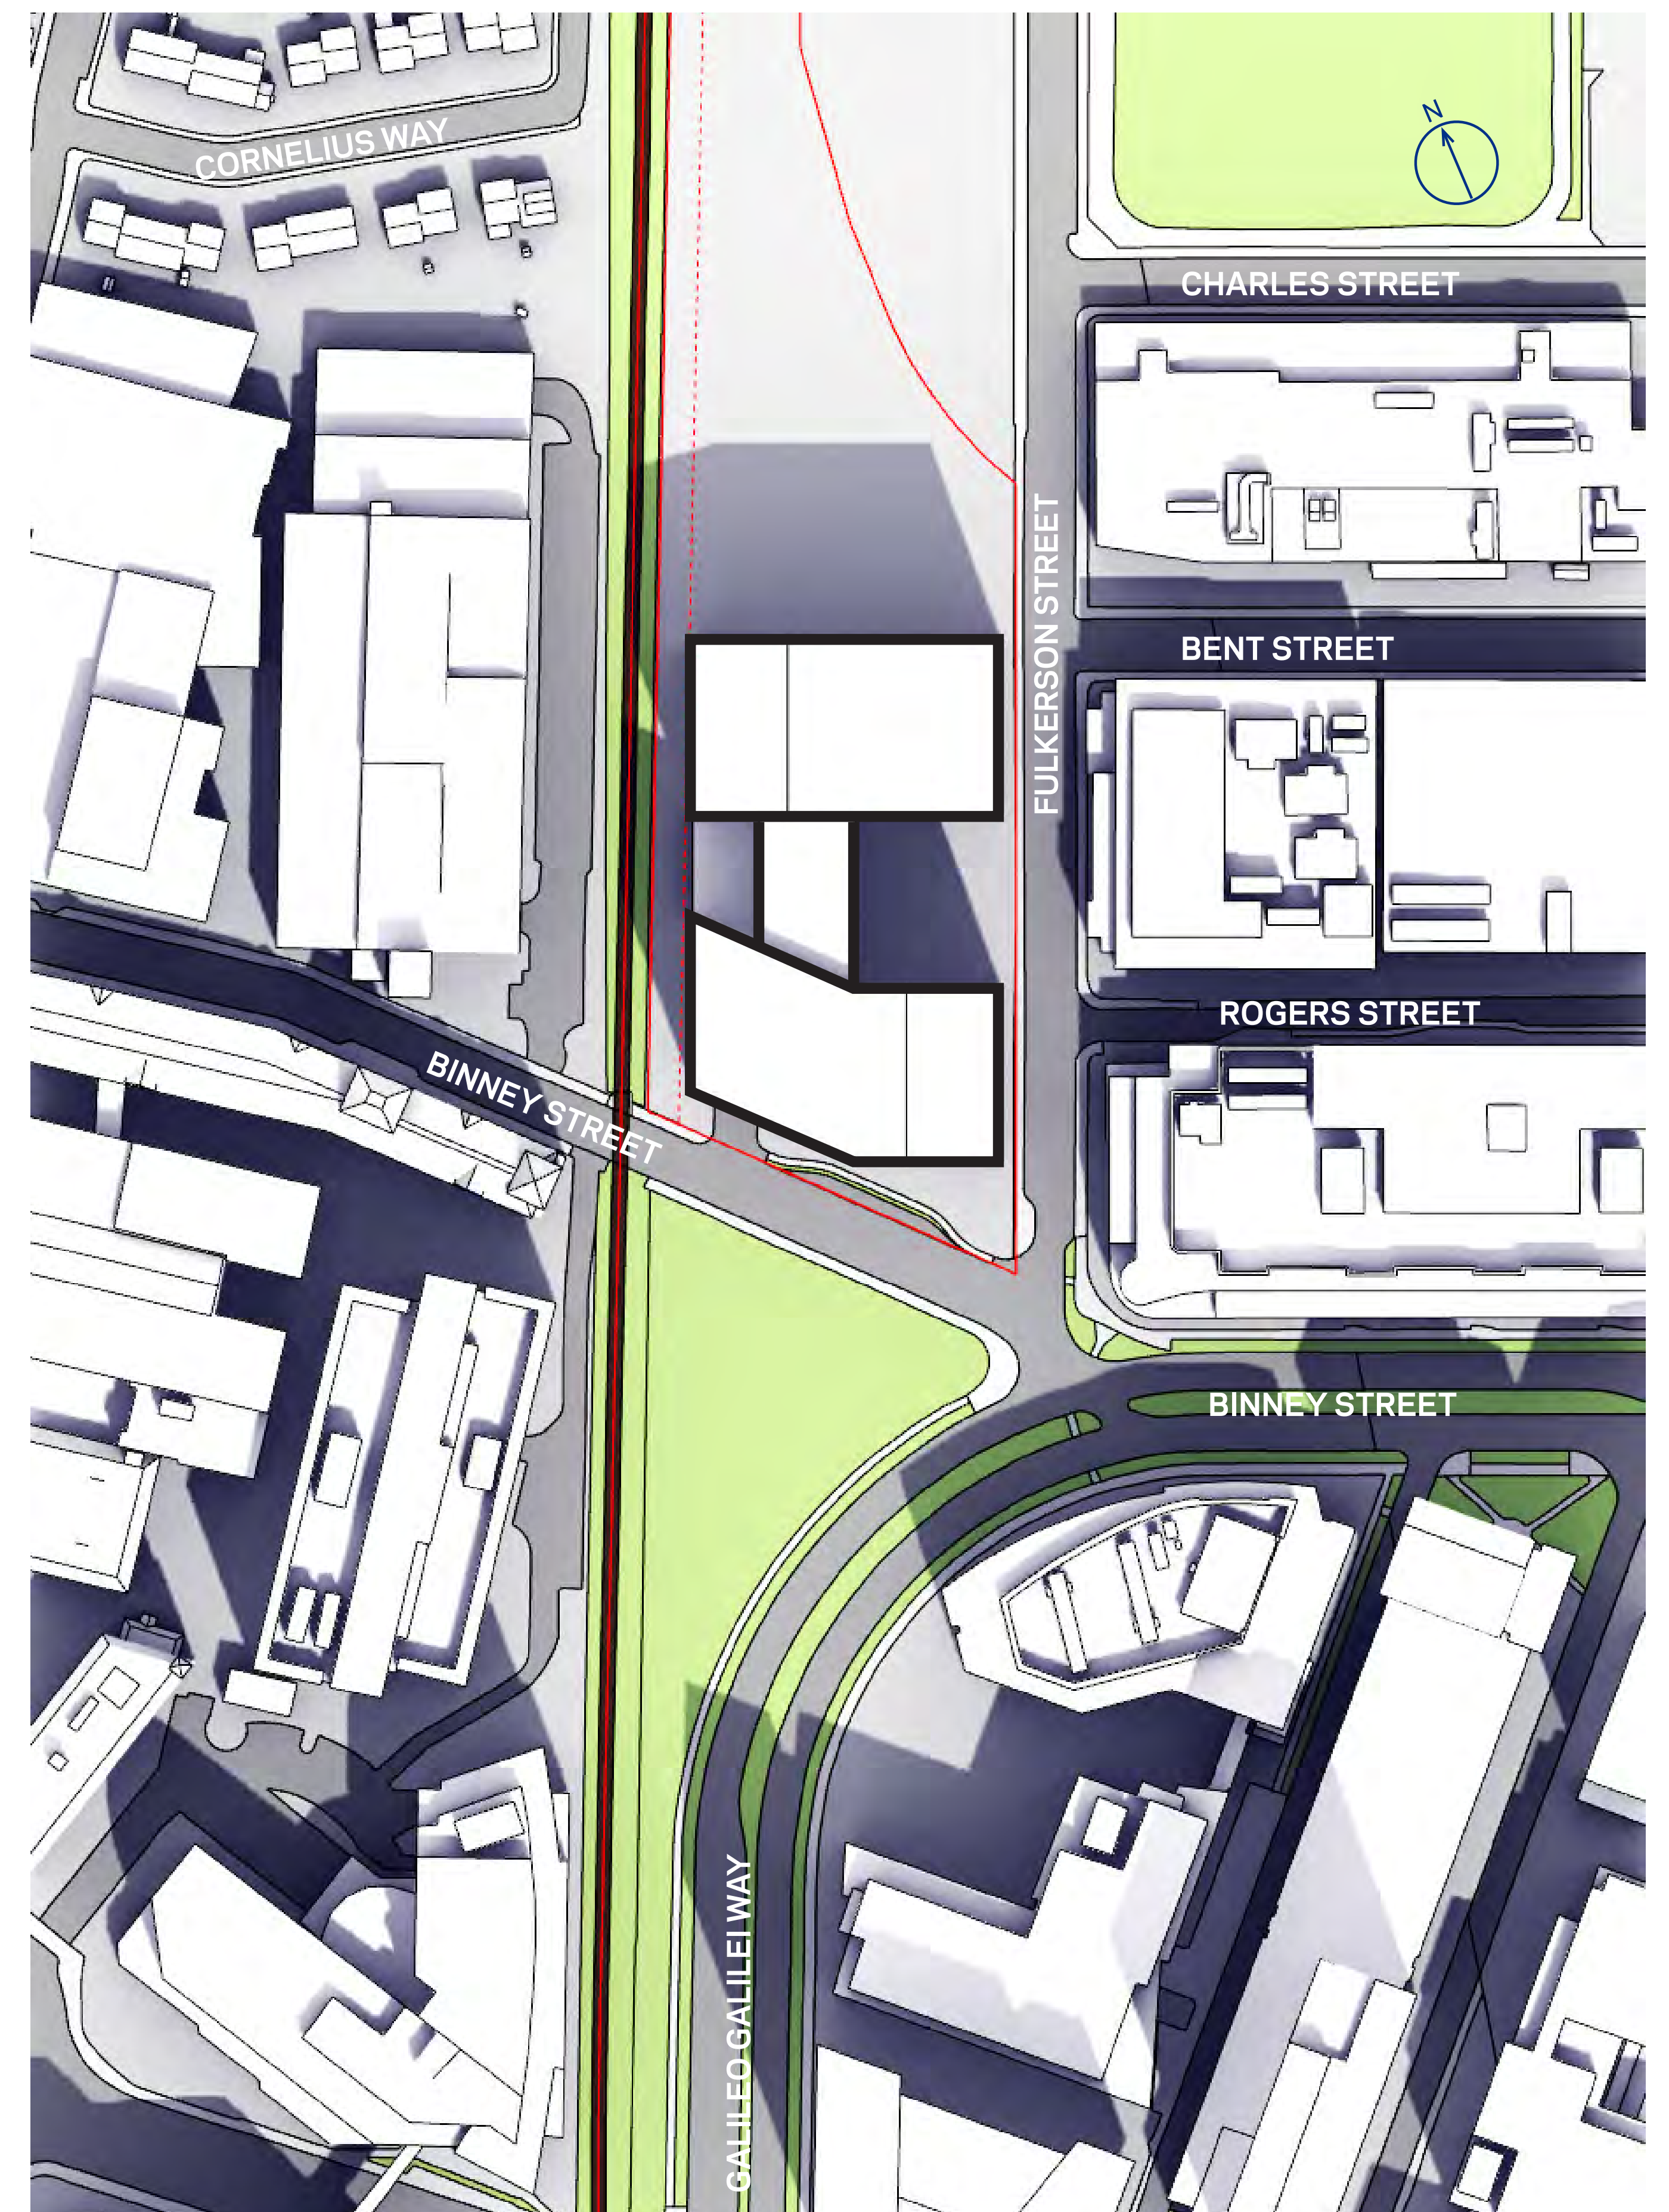 N
CORNELIUS WAY
CHARLES STREET
FULKERSON STREET
BENT STREET
ROGERS STREET
BINNEY STREET
BINNEY STREET
GALILEO GALILEI WAY